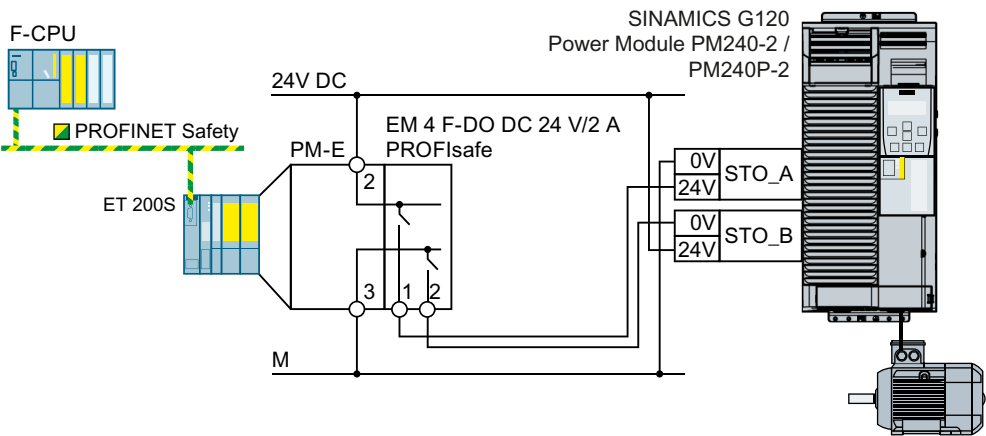 SINAMICS G120
Power Module PM240-2 /
PM240P-2
F-CPU
24V DC
PROFINET Safety
EM 4 F-DO DC 24 V/2 A
PROFIsafe
PM-E
2
0V
STO_A
24V
ET 200S
0V
STO_B
24V
3
1
2
M